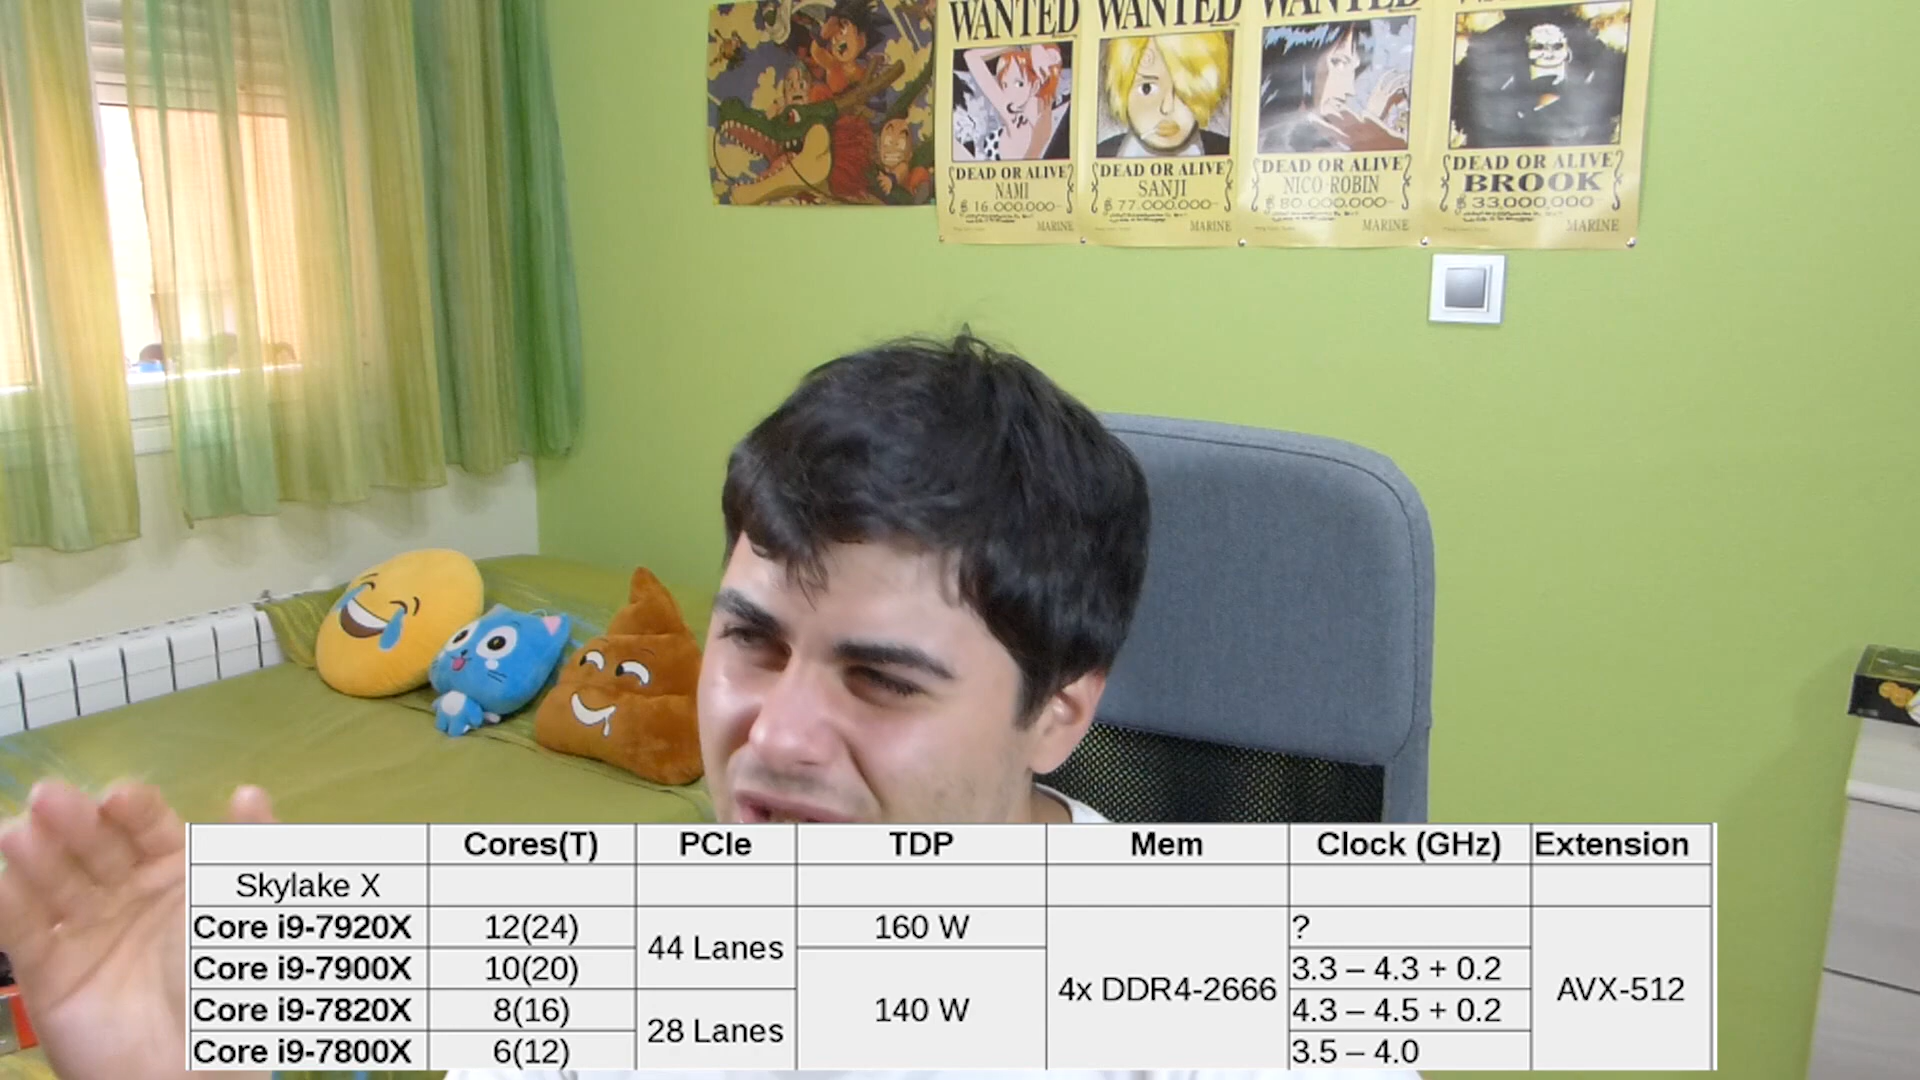 WANTED WANTED WANTED
DEAD OR ALIVE DEAD OR ALIVE DEAD OR ALIVE DEAD OR ALIVE
NAMI SANJI NICO·ROBIN BROOK
16.000.000- 77.000.000- 80.000.000- 33,000,000-
MARINE MARINE MARINE MARINE
Cores(T) PCIe TDP Mem Clock (GHz) Extension
Skylake X
Core i9-7920X 12(24) 44 Lanes 160 W 4x DDR4-2666 ? AVX-512
Core i9-7900X 10(20) 140 W 3.3 – 4.3 + 0.2
Core i9-7820X 8(16) 28 Lanes 4.3 – 4.5 + 0.2
Core i9-7800X 6(12) 3.5 – 4.0